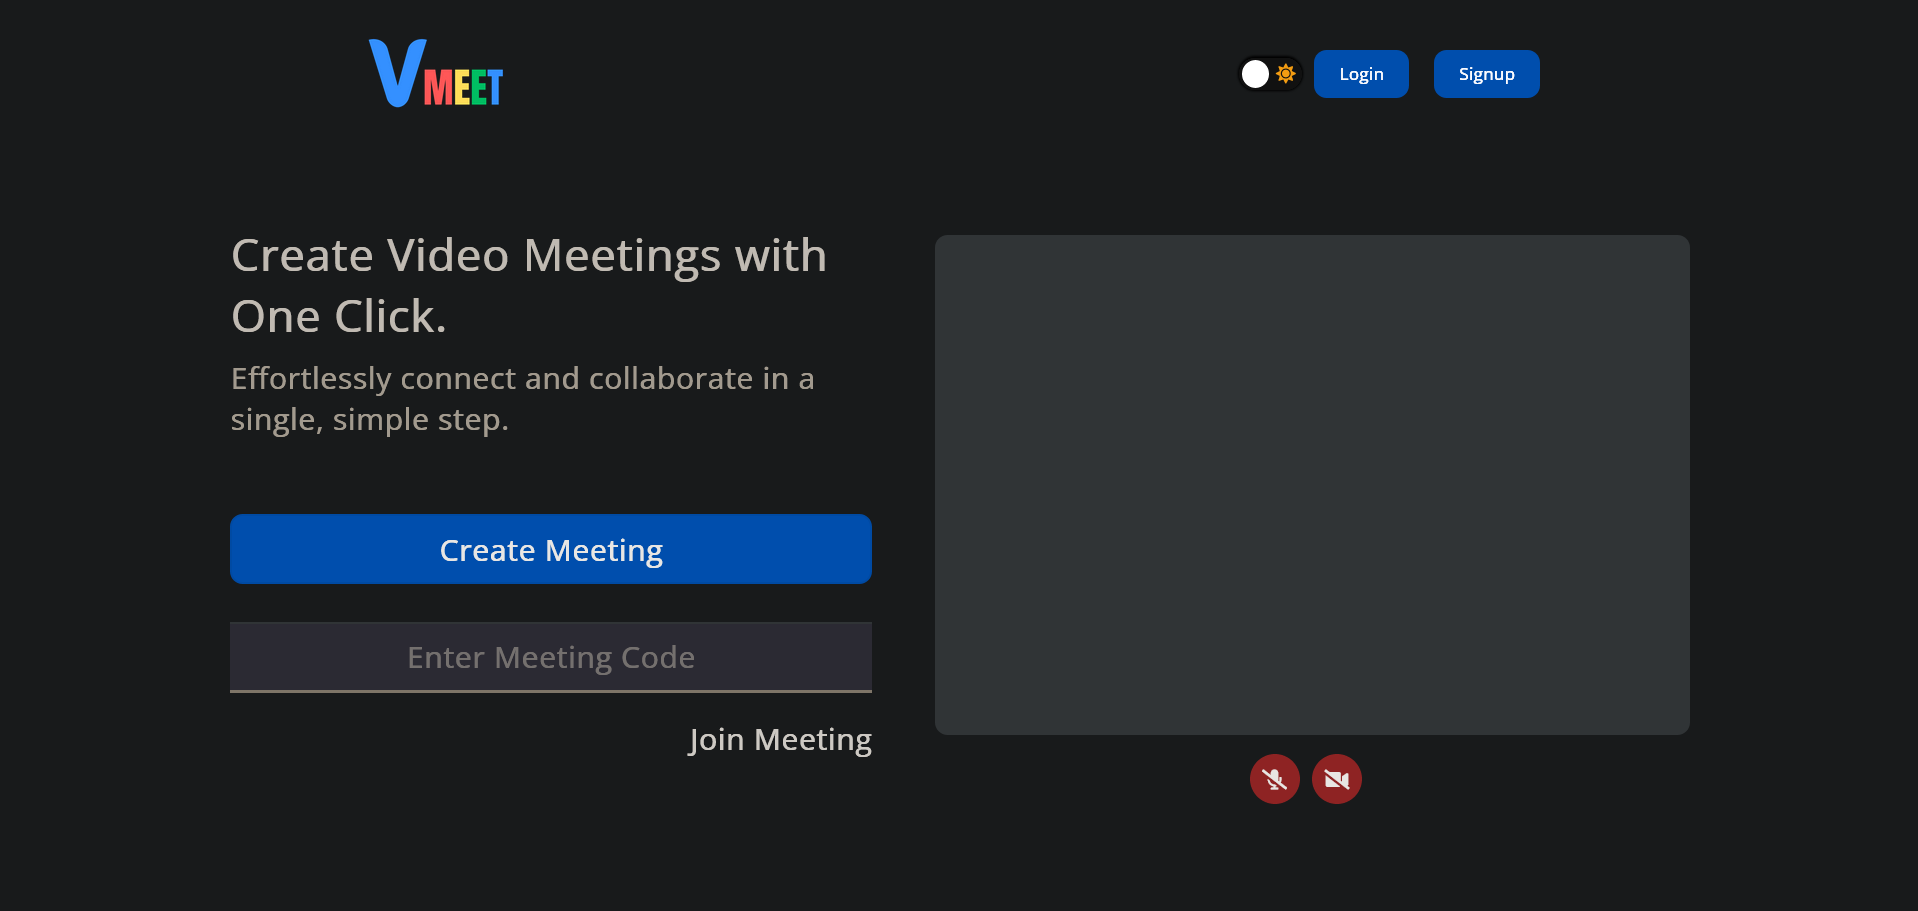 VMEET
Login
Signup
Create Video Meetings with
One Click.
Effortlessly connect and collaborate in a
single, simple step.
Create Meeting
Enter Meeting Code
Join Meeting